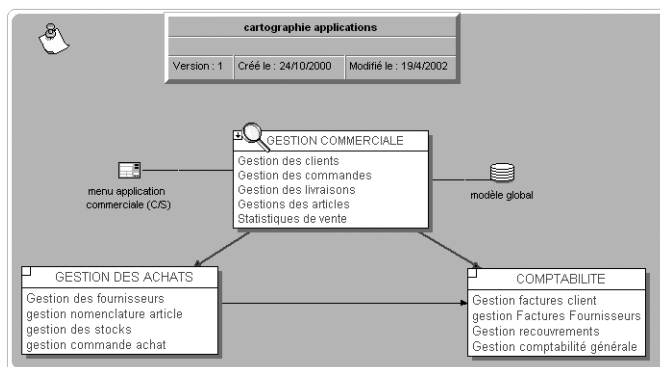 cartographie applications
Version : 1 Créé le : 24/10/2000 Modifié le : 19/4/2002
GESTION COMMERCIALE
Gestion des clients
Gestion des commandes
Gestion des livraisons
Gestions des articles
Statistiques de vente
menu application
commerciale (C/S)
modèle global
GESTION DES ACHATS
Gestion des fournisseurs
gestion nomenclature article
gestion des stocks
gestion commande achat
COMPTABILITE
Gestion factures client
gestion Factures Fournisseurs
Gestion recouvrements
Gestion comptabilité générale